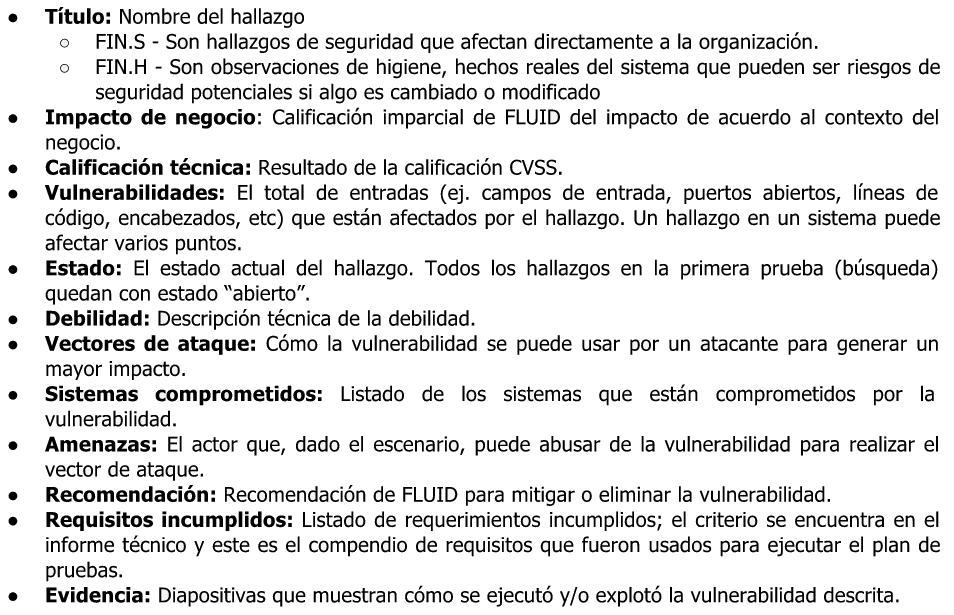 ● Título: Nombre del hallazgo
○ FIN.S - Son hallazgos de seguridad que afectan directamente a la organización.
○ FIN.H - Son observaciones de higiene, hechos reales del sistema que pueden ser riesgos de
seguridad potenciales si algo es cambiado o modificado
● Impacto de negocio: Calificación imparcial de FLUID del impacto de acuerdo al contexto del
negocio.
● Calificación técnica: Resultado de la calificación CVSS.
● Vulnerabilidades: El total de entradas (ej. campos de entrada, puertos abiertos, líneas de
código, encabezados, etc) que están afectados por el hallazgo. Un hallazgo en un sistema puede
afectar varios puntos.
● Estado: El estado actual del hallazgo. Todos los hallazgos en la primera prueba (búsqueda)
quedan con estado “abierto”.
● Debilidad: Descripción técnica de la debilidad.
● Vectores de ataque: Cómo la vulnerabilidad se puede usar por un atacante para generar un
mayor impacto.
● Sistemas comprometidos: Listado de los sistemas que están comprometidos por la
vulnerabilidad.
● Amenazas: El actor que, dado el escenario, puede abusar de la vulnerabilidad para realizar el
vector de ataque.
● Recomendación: Recomendación de FLUID para mitigar o eliminar la vulnerabilidad.
● Requisitos incumplidos: Listado de requerimientos incumplidos; el criterio se encuentra en el
informe técnico y este es el compendio de requisitos que fueron usados para ejecutar el plan de
pruebas.
● Evidencia: Diapositivas que muestran cómo se ejecutó y/o explotó la vulnerabilidad descrita.